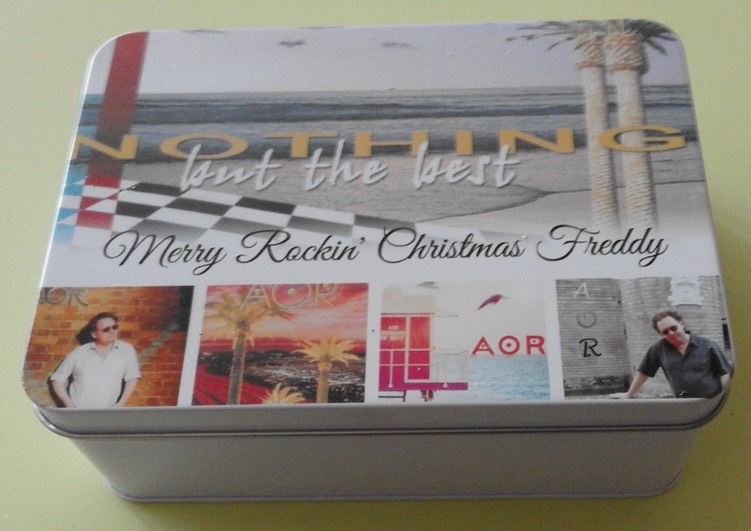 NOTHING
but the best
Merry Rockin' Christmas Freddy
AOR
AOR
AOR
AOR